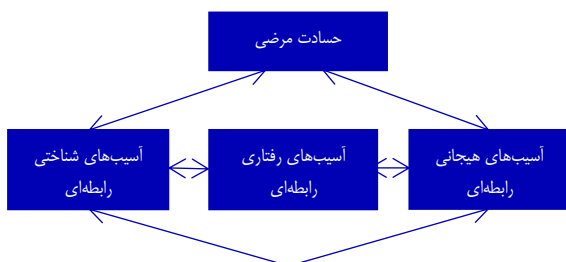 حسادت مرضی
آسیب‌های هیجانی
رابطه‌ای
آسیب‌های رفتاری
رابطه‌ای
آسیب‌های شناختی
رابطه‌ای